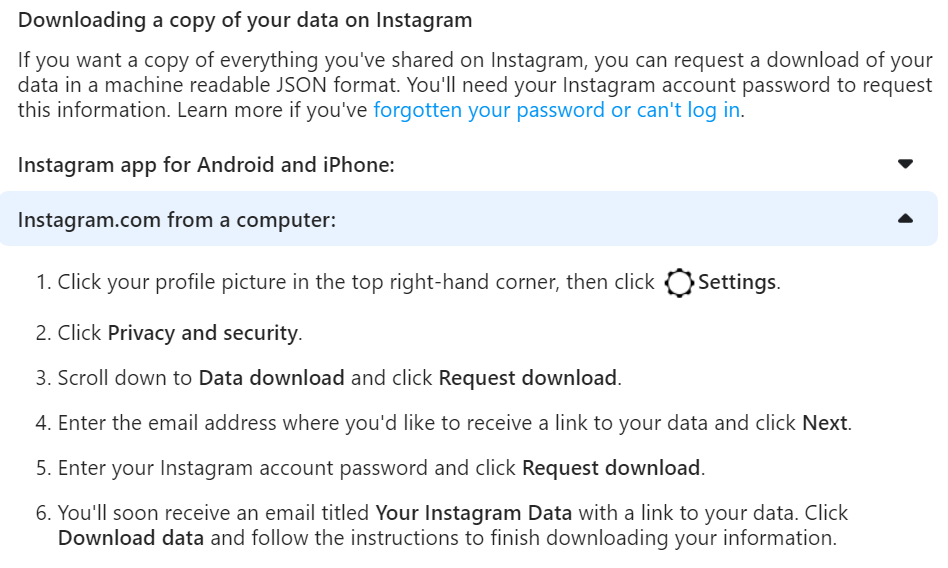 Downloading a copy of your data on Instagram
If you want a copy of everything you've shared on Instagram, you can request a download of your
data in a machine readable JSON format. You'll need your Instagram account password to request
this information. Learn more if you've forgotten your password or can't log in.
Instagram app for Android and iPhone:
Instagram.com from a computer:
1. Click your profile picture in the top right-hand corner, then click Settings.
2. Click Privacy and security.
3. Scroll down to Data download and click Request download.
4. Enter the email address where you'd like to receive a link to your data and click Next.
5. Enter your Instagram account password and click Request download.
6. You'll soon receive an email titled Your Instagram Data with a link to your data. Click
Download data and follow the instructions to finish downloading your information.